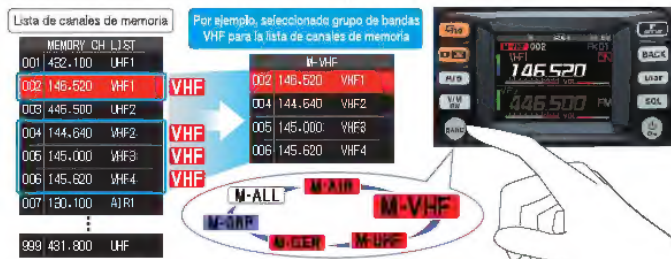 Lista de canales de memoria
MEMORY CH LIST
001 432.100 UHF1
002 146.520 VHF1
003 446.500 UHF2
004 144.640 VHF2
005 145.000 VHF3
006 145.620 VHF4
007 130.100 AIR1
999 431.800 UHF
VHF
VHF
VHF
VHF
Por ejemplo, seleccionado grupo de bandas
VHF para la lista de canales de memoria
M-VHF
002 146.520 VHF1
004 144.640 VHF2
005 145.000 VHF3
006 145.620 VHF4
M-ALL
M-AIR
M-VHF
M-UHF
M-GEN
M-GRP
002
VHF1
146.520
446.500
FM
BACK
SQL
BAND